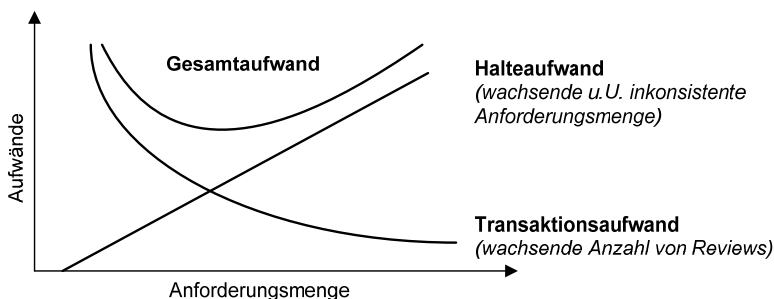 Gesamtaufwand
Halteaufwand
(wachsende u.U. inkonsistente
Anforderungsmenge)
Aufwände
Transaktionsaufwand
(wachsende Anzahl von Reviews)
Anforderungsmenge